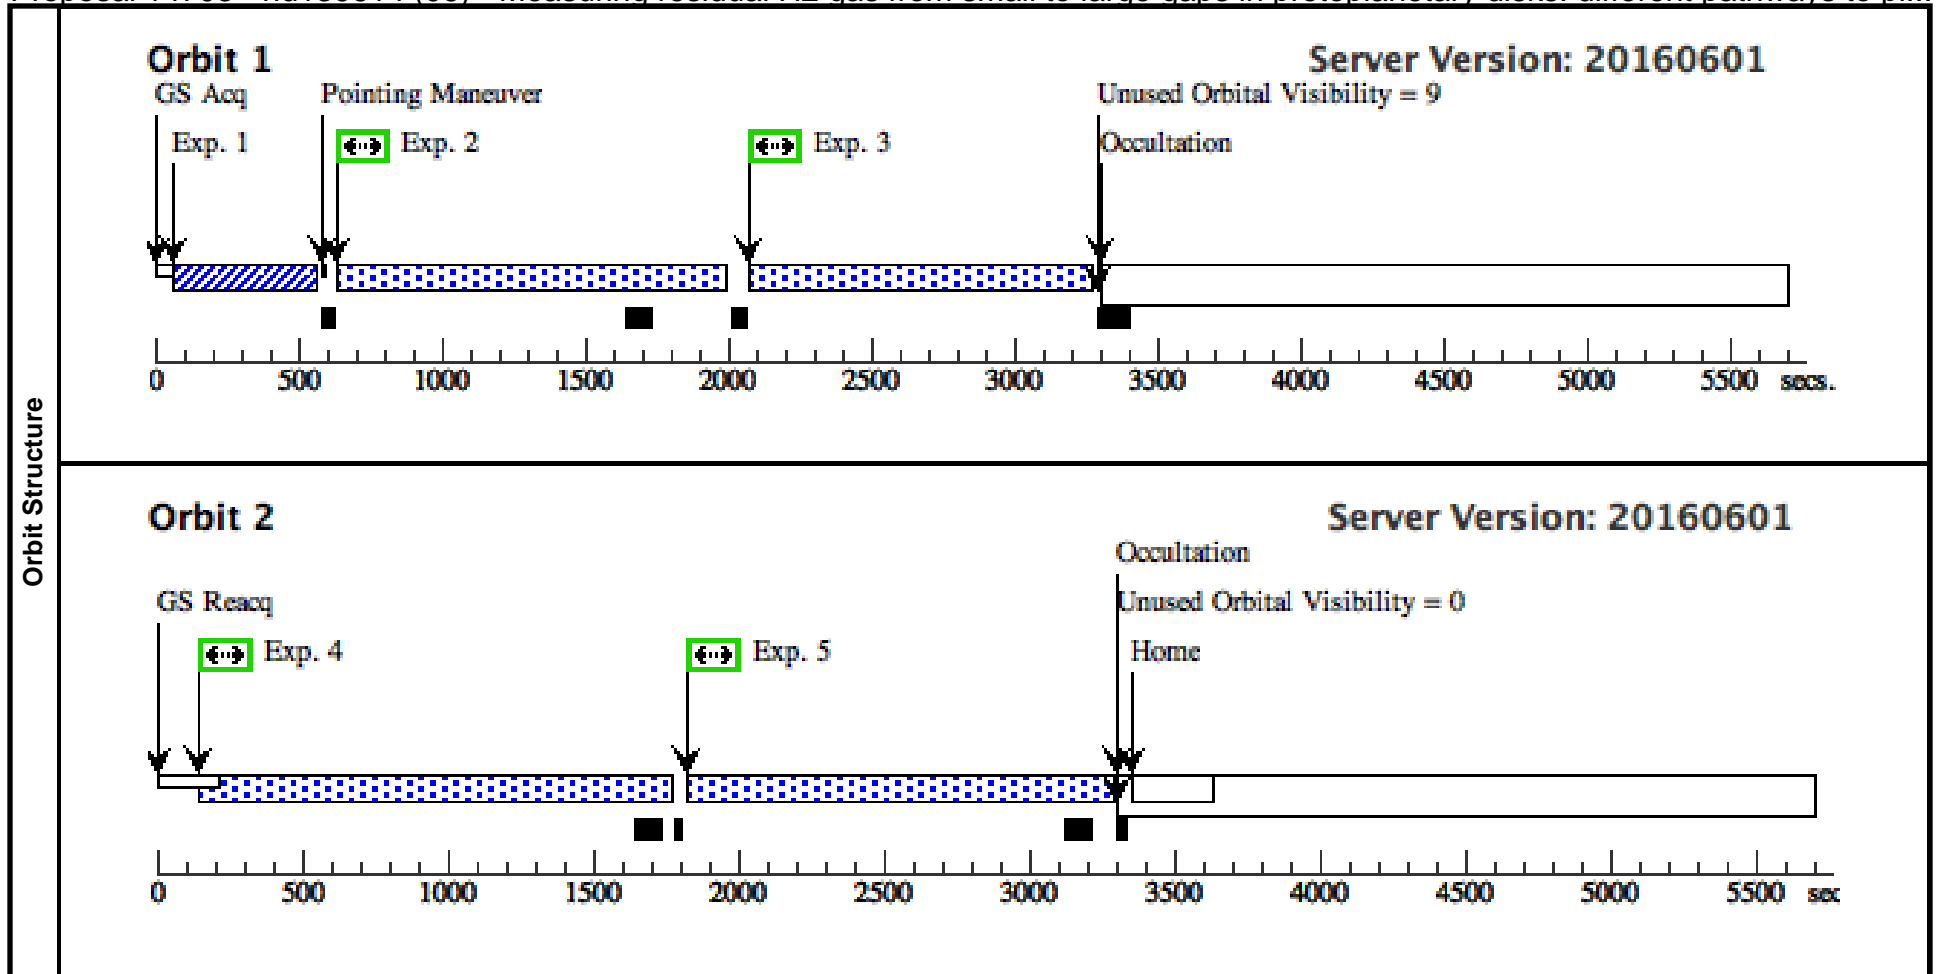 Orbit Structure
Orbit 1
Server Version: 20160601
GS Acq
Pointing Maneuver
Unused Orbital Visibility = 9
Exp. 1
Exp. 2
Exp. 3
Occultation
0 500 1000 1500 2000 2500 3000 3500 4000 4500 5000 5500 secs.
Orbit 2
Server Version: 20160601
Occultation
GS Reacq
Unused Orbital Visibility = 0
Exp. 4
Exp. 5
Home
0 500 1000 1500 2000 2500 3000 3500 4000 4500 5000 5500 sec